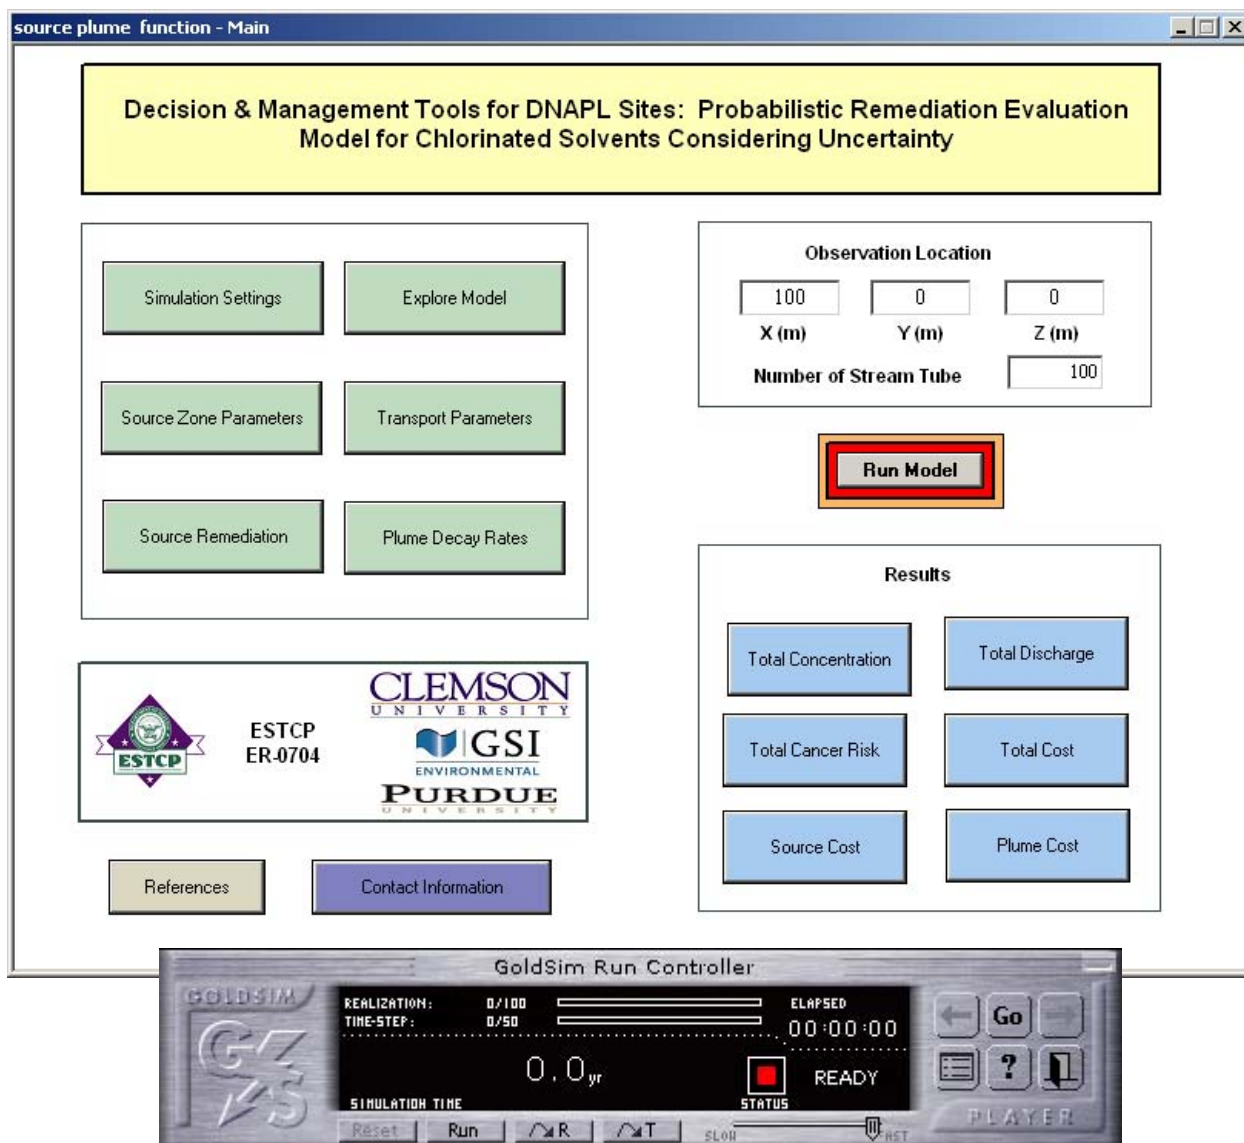 source plume function - Main
Decision & Management Tools for DNAPL Sites: Probabilistic Remediation Evaluation
Model for Chlorinated Solvents Considering Uncertainty
Simulation Settings
Explore Model
Source Zone Parameters
Transport Parameters
Source Remediation
Plume Decay Rates
Observation Location
100
0
0
X (m)
Y (m)
Z (m)
Number of Stream Tube
100
Run Model
Results
Total Concentration
Total Discharge
Total Cancer Risk
Total Cost
Source Cost
Plume Cost
ESTCP
ESTCP
ER-0704
CLEMSON
UNIVERSITY
GSI
ENVIRONMENTAL
PURDUE
UNIVERSITY
References
Contact Information
GoldSim Run Controller
GOLDSIM
GS
REALIZATION: 0/100
TIME-STEP: 0/50
ELAPSED
00:00:00
0.0 yr
READY
SIMULATION TIME
STATUS
Reset
Run
R
T
SLOW
Go
?
PLAYER